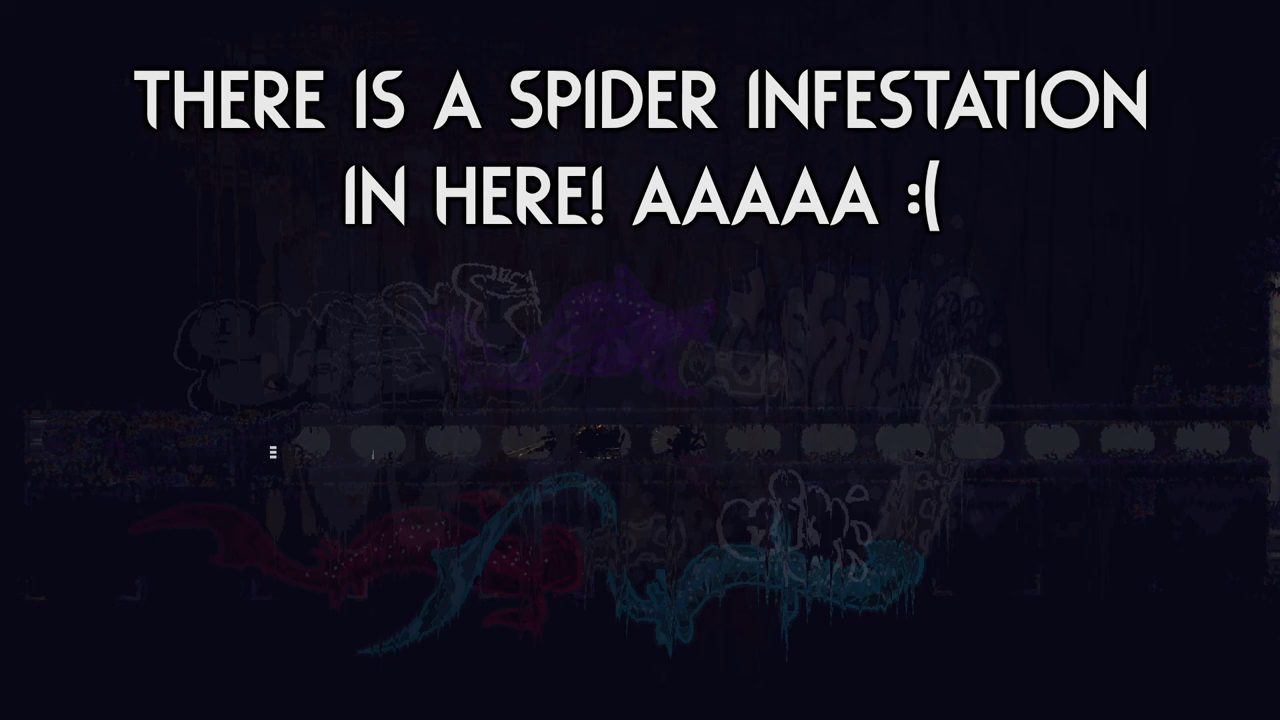 THERE IS A SPIDER INFESTATION
IN HERE! AAAAA :(